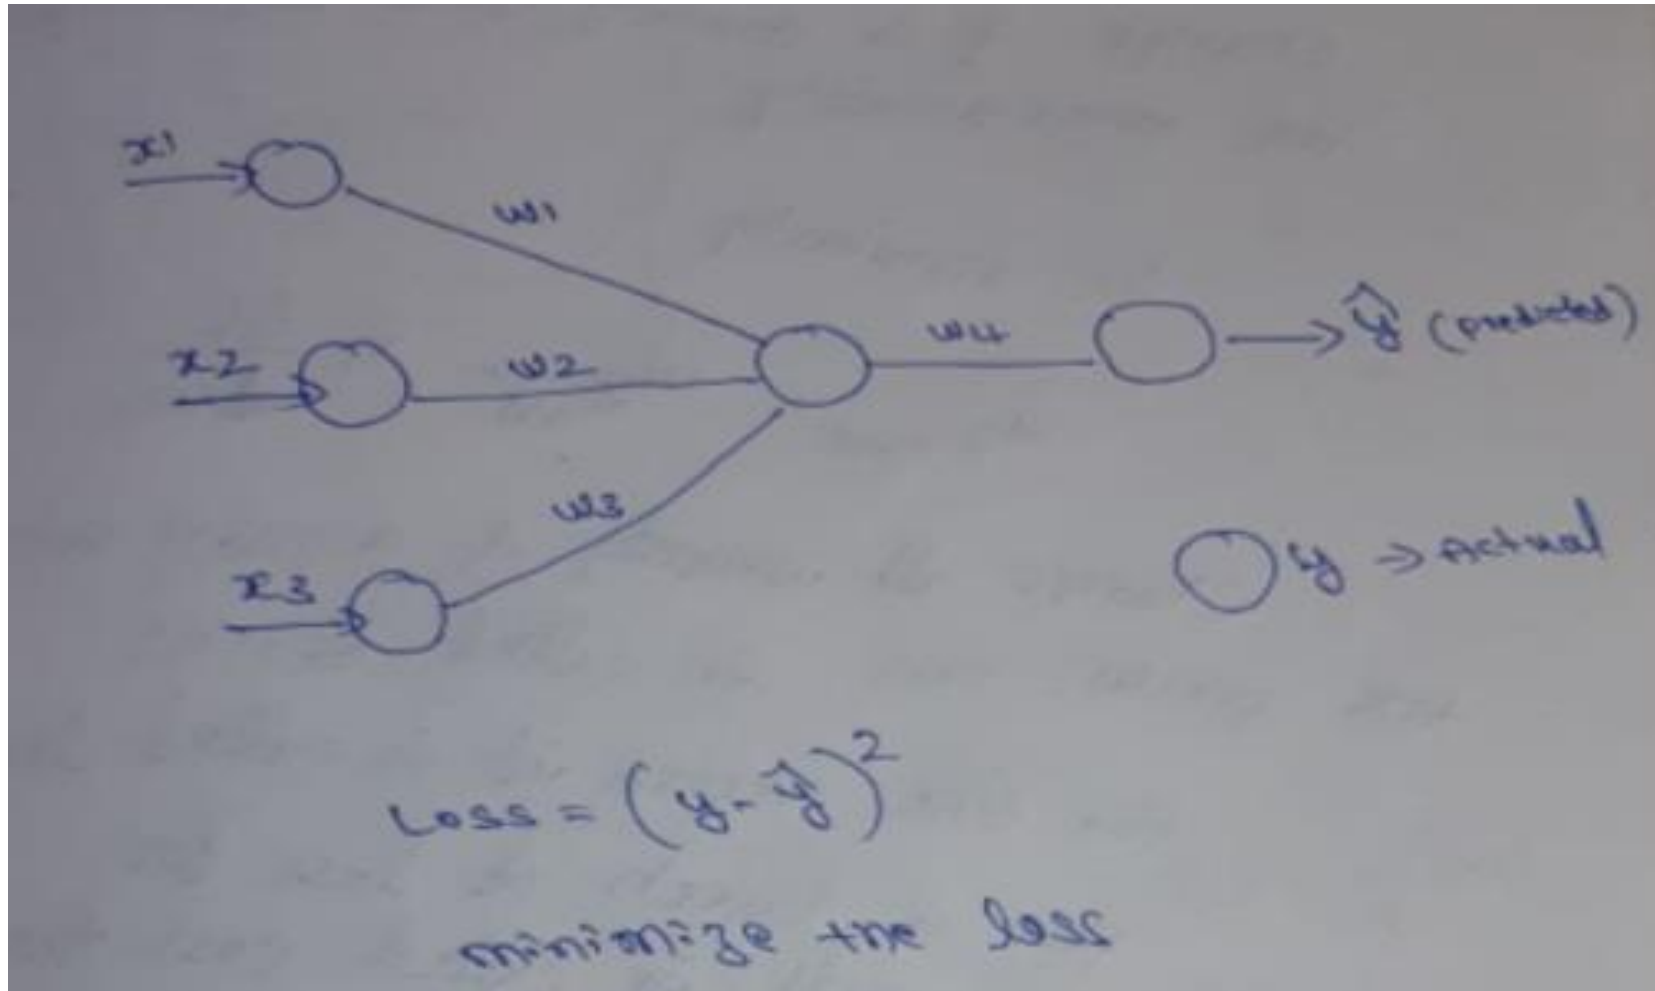 x1
w1
x2
w2
w4
ŷ (predicted)
w3
x3
y → Actual
Loss = (y - ŷ)²
minimize the loss